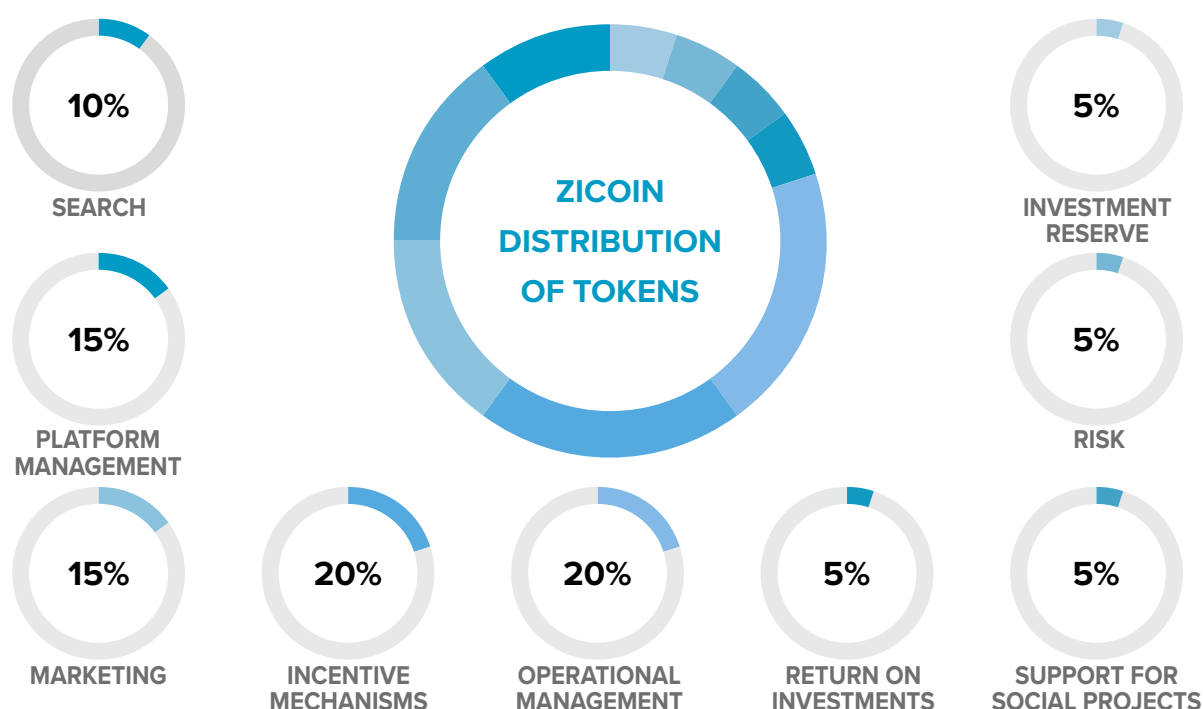 10%
SEARCH
15%
PLATFORM
MANAGEMENT
15%
MARKETING
ZICOIN
DISTRIBUTION
OF TOKENS
20%
INCENTIVE
MECHANISMS
20%
OPERATIONAL
MANAGEMENT
5%
RETURN ON
INVESTMENTS
5%
INVESTMENT
RESERVE
5%
RISK
5%
SUPPORT FOR
SOCIAL PROJECTS